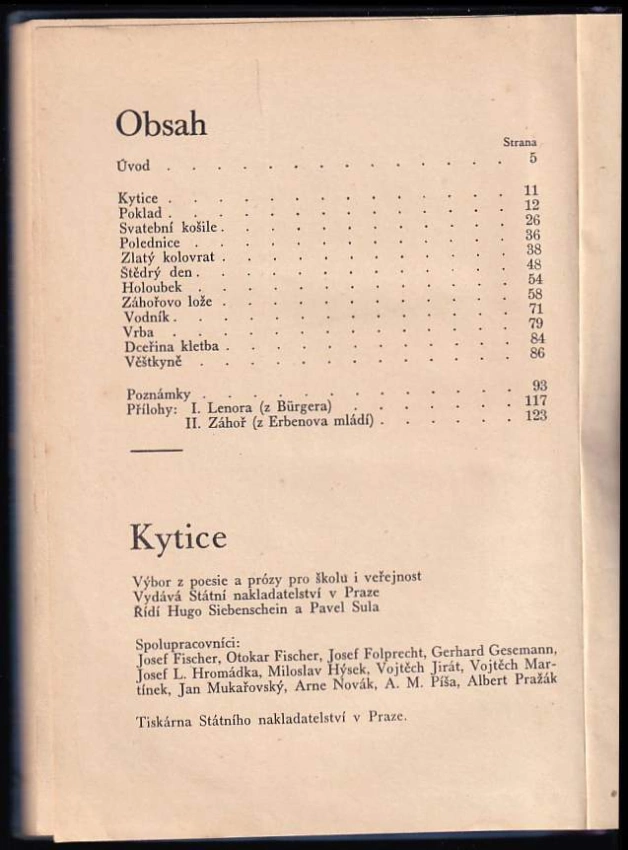 Obsah
Strana
Úvod . . . . . . . . . . . . . 5
Kytice . . . . . . . . . . . . . 11
Poklad . . . . . . . . . . . . . 12
Svatební košile . . . . . . . . . . . 26
Polednice . . . . . . . . . . . . 36
Zlatý kolovrat . . . . . . . . . . . 38
Štědrý den . . . . . . . . . . . . 48
Holoubek . . . . . . . . . . . . 54
Záhořovo lože . . . . . . . . . . . 58
Vodník . . . . . . . . . . . . . 71
Vrba . . . . . . . . . . . . . 79
Dceřina kletba . . . . . . . . . . . 84
Věštkyně . . . . . . . . . . . . 86
Poznámky . . . . . . . . . . . . 93
Přílohy: I. Lenora (z Bürgera) . . . . . . . 117
II. Záhoř (z Erbenova mládí) . . . . . . 123
Kytice
Výbor z poesie a prózy pro školu i veřejnost
Vydává Státní nakladatelství v Praze
Řídí Hugo Siebenschein a Pavel Sula
Spolupracovníci:
Josef Fischer, Otokar Fischer, Josef Folprecht, Gerhard Gesemann,
Josef L. Hromádka, Miloslav Hýsek, Vojtěch Jirát, Vojtěch Mar-
tínek, Jan Mukařovský, Arne Novák, A. M. Píša, Albert Pražák
Tiskárna Státního nakladatelství v Praze.